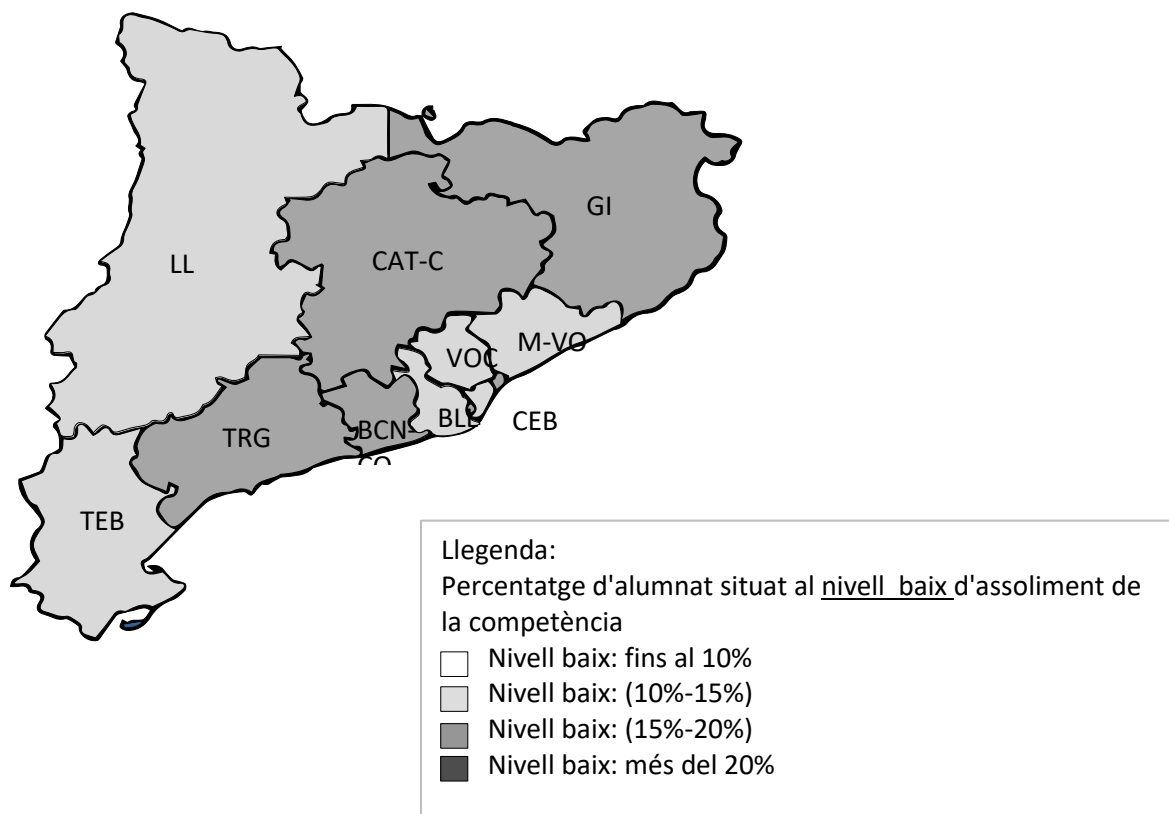 GI
LL
CAT-C
M-VO
VOC
BLL
CEB
BCN-
CO
TRG
TEB
Llegenda:
Percentatge d'alumnat situat al nivell baix d'assoliment de
la competència
Nivell baix: fins al 10%
Nivell baix: (10%-15%)
Nivell baix: (15%-20%)
Nivell baix: més del 20%